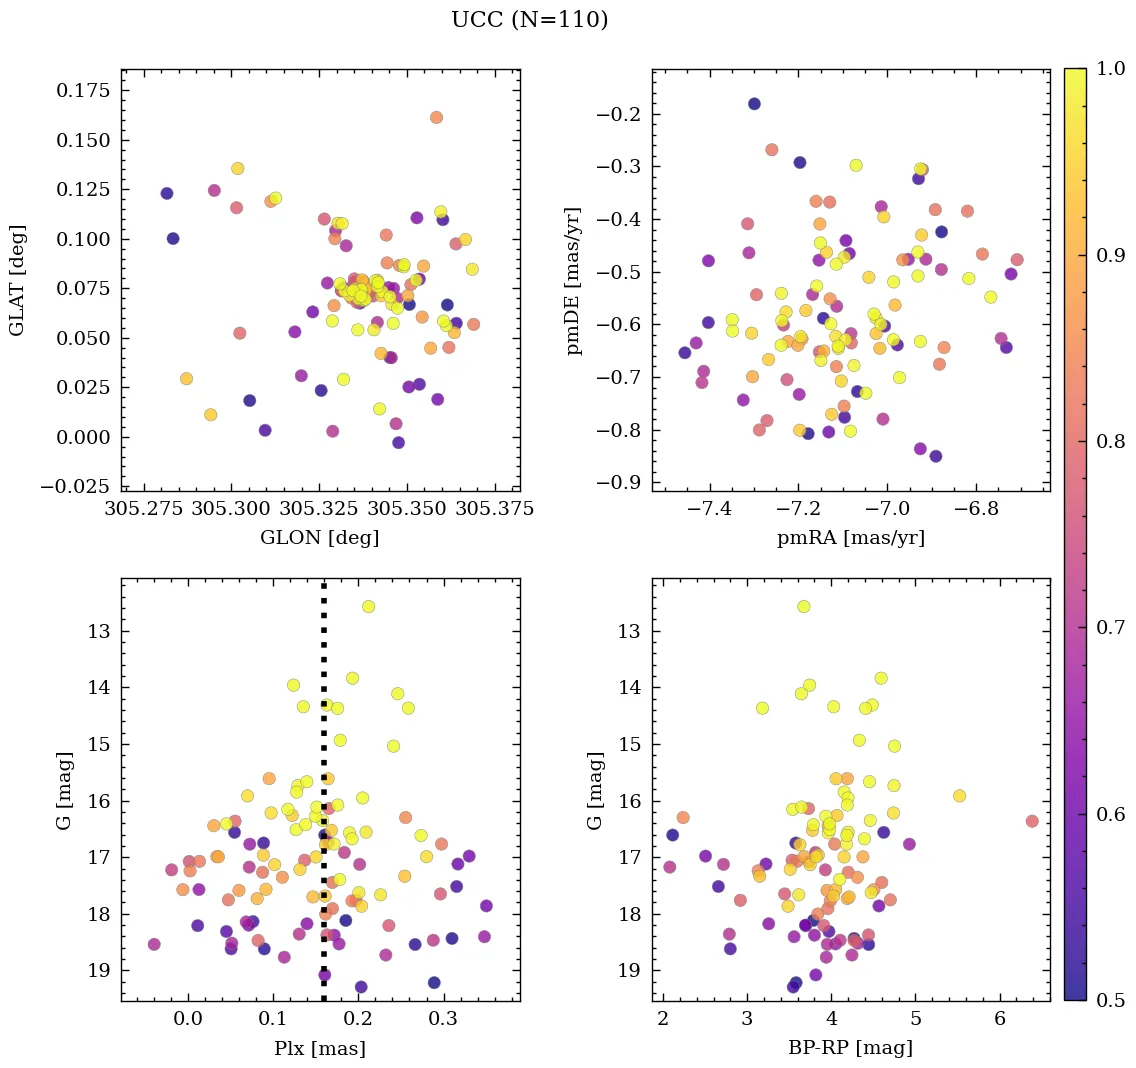 UCC (N=110)
0.175
0.150
0.125
0.100
0.075
0.050
0.025
0.000
−0.025
GLAT [deg]
305.275 305.300 305.325 305.350 305.375
GLON [deg]
−0.2
−0.3
−0.4
−0.5
−0.6
−0.7
−0.8
−0.9
pmDE [mas/yr]
−7.4 −7.2 −7.0 −6.8
pmRA [mas/yr]
1.0
0.9
0.8
0.7
0.6
0.5
13
14
15
16
17
18
19
G [mag]
0.0 0.1 0.2 0.3
Plx [mas]
13
14
15
16
17
18
19
G [mag]
2 3 4 5 6
BP-RP [mag]